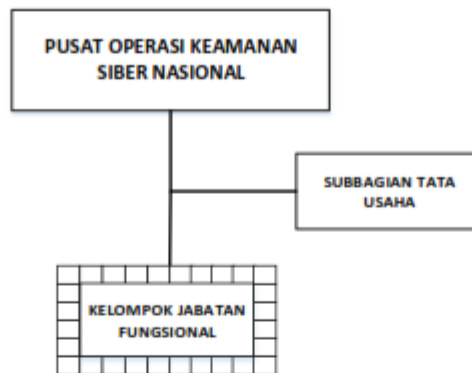 PUSAT OPERASI KEAMANAN
SIBER NASIONAL
SUBBAGIAN TATA
USAHA
KELOMPOK JABATAN
FUNGSIONAL